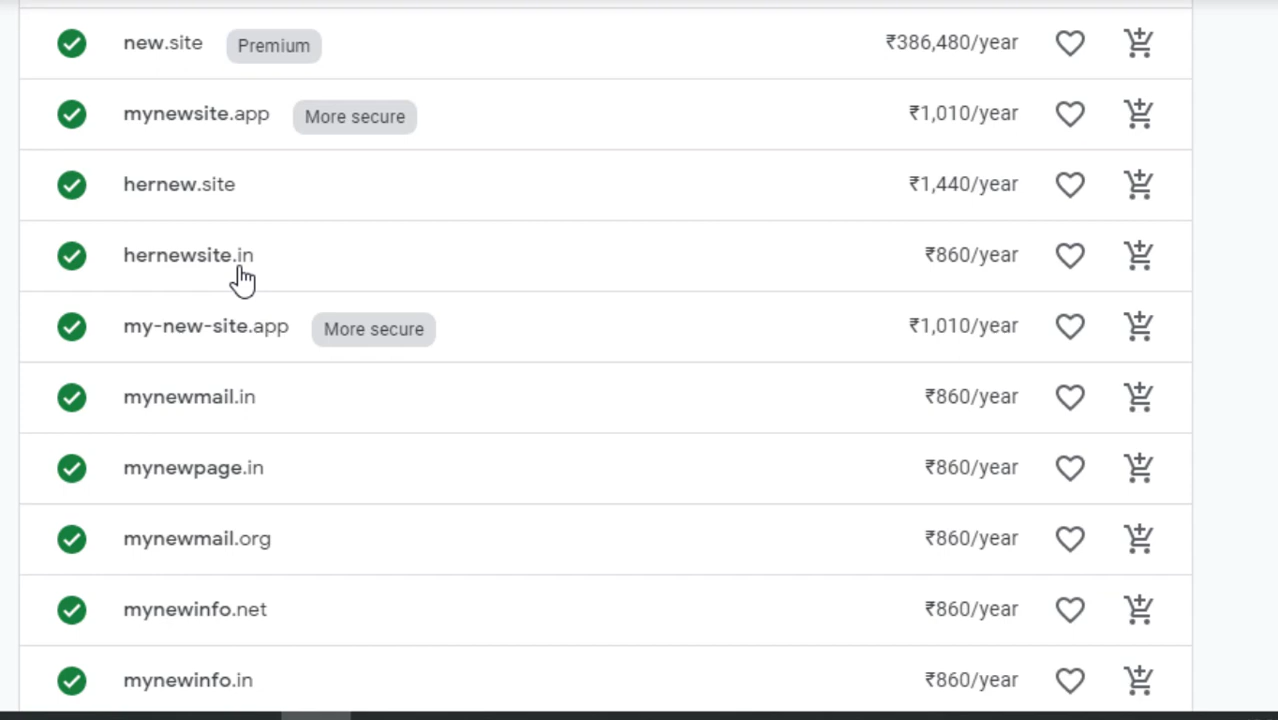 new.site Premium ₹386,480/year
mynewsite.app More secure ₹1,010/year
hernew.site ₹1,440/year
hernewsite.in ₹860/year
my-new-site.app More secure ₹1,010/year
mynewmail.in ₹860/year
mynewpage.in ₹860/year
mynewmail.org ₹860/year
mynewinfo.net ₹860/year
mynewinfo.in ₹860/year